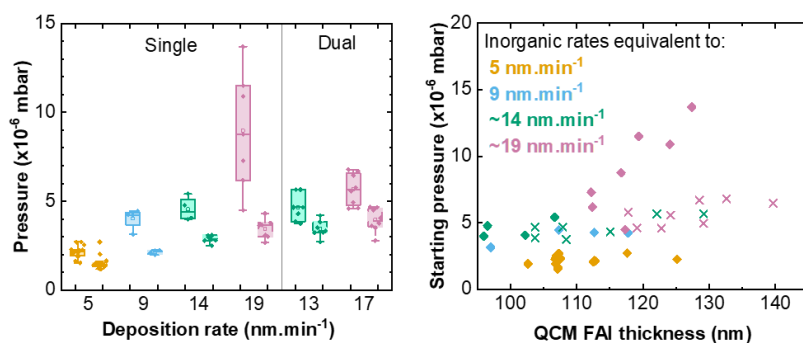 Single Dual
Pressure (x10⁻⁶ mbar)
15
10
5
0
5 9 14 19 13 17
Deposition rate (nm.min⁻¹)
Inorganic rates equivalent to:
5 nm.min⁻¹
9 nm.min⁻¹
~14 nm.min⁻¹
~19 nm.min⁻¹
Starting pressure (x10⁻⁶ mbar)
20
15
10
5
0
100 110 120 130 140
QCM FAI thickness (nm)